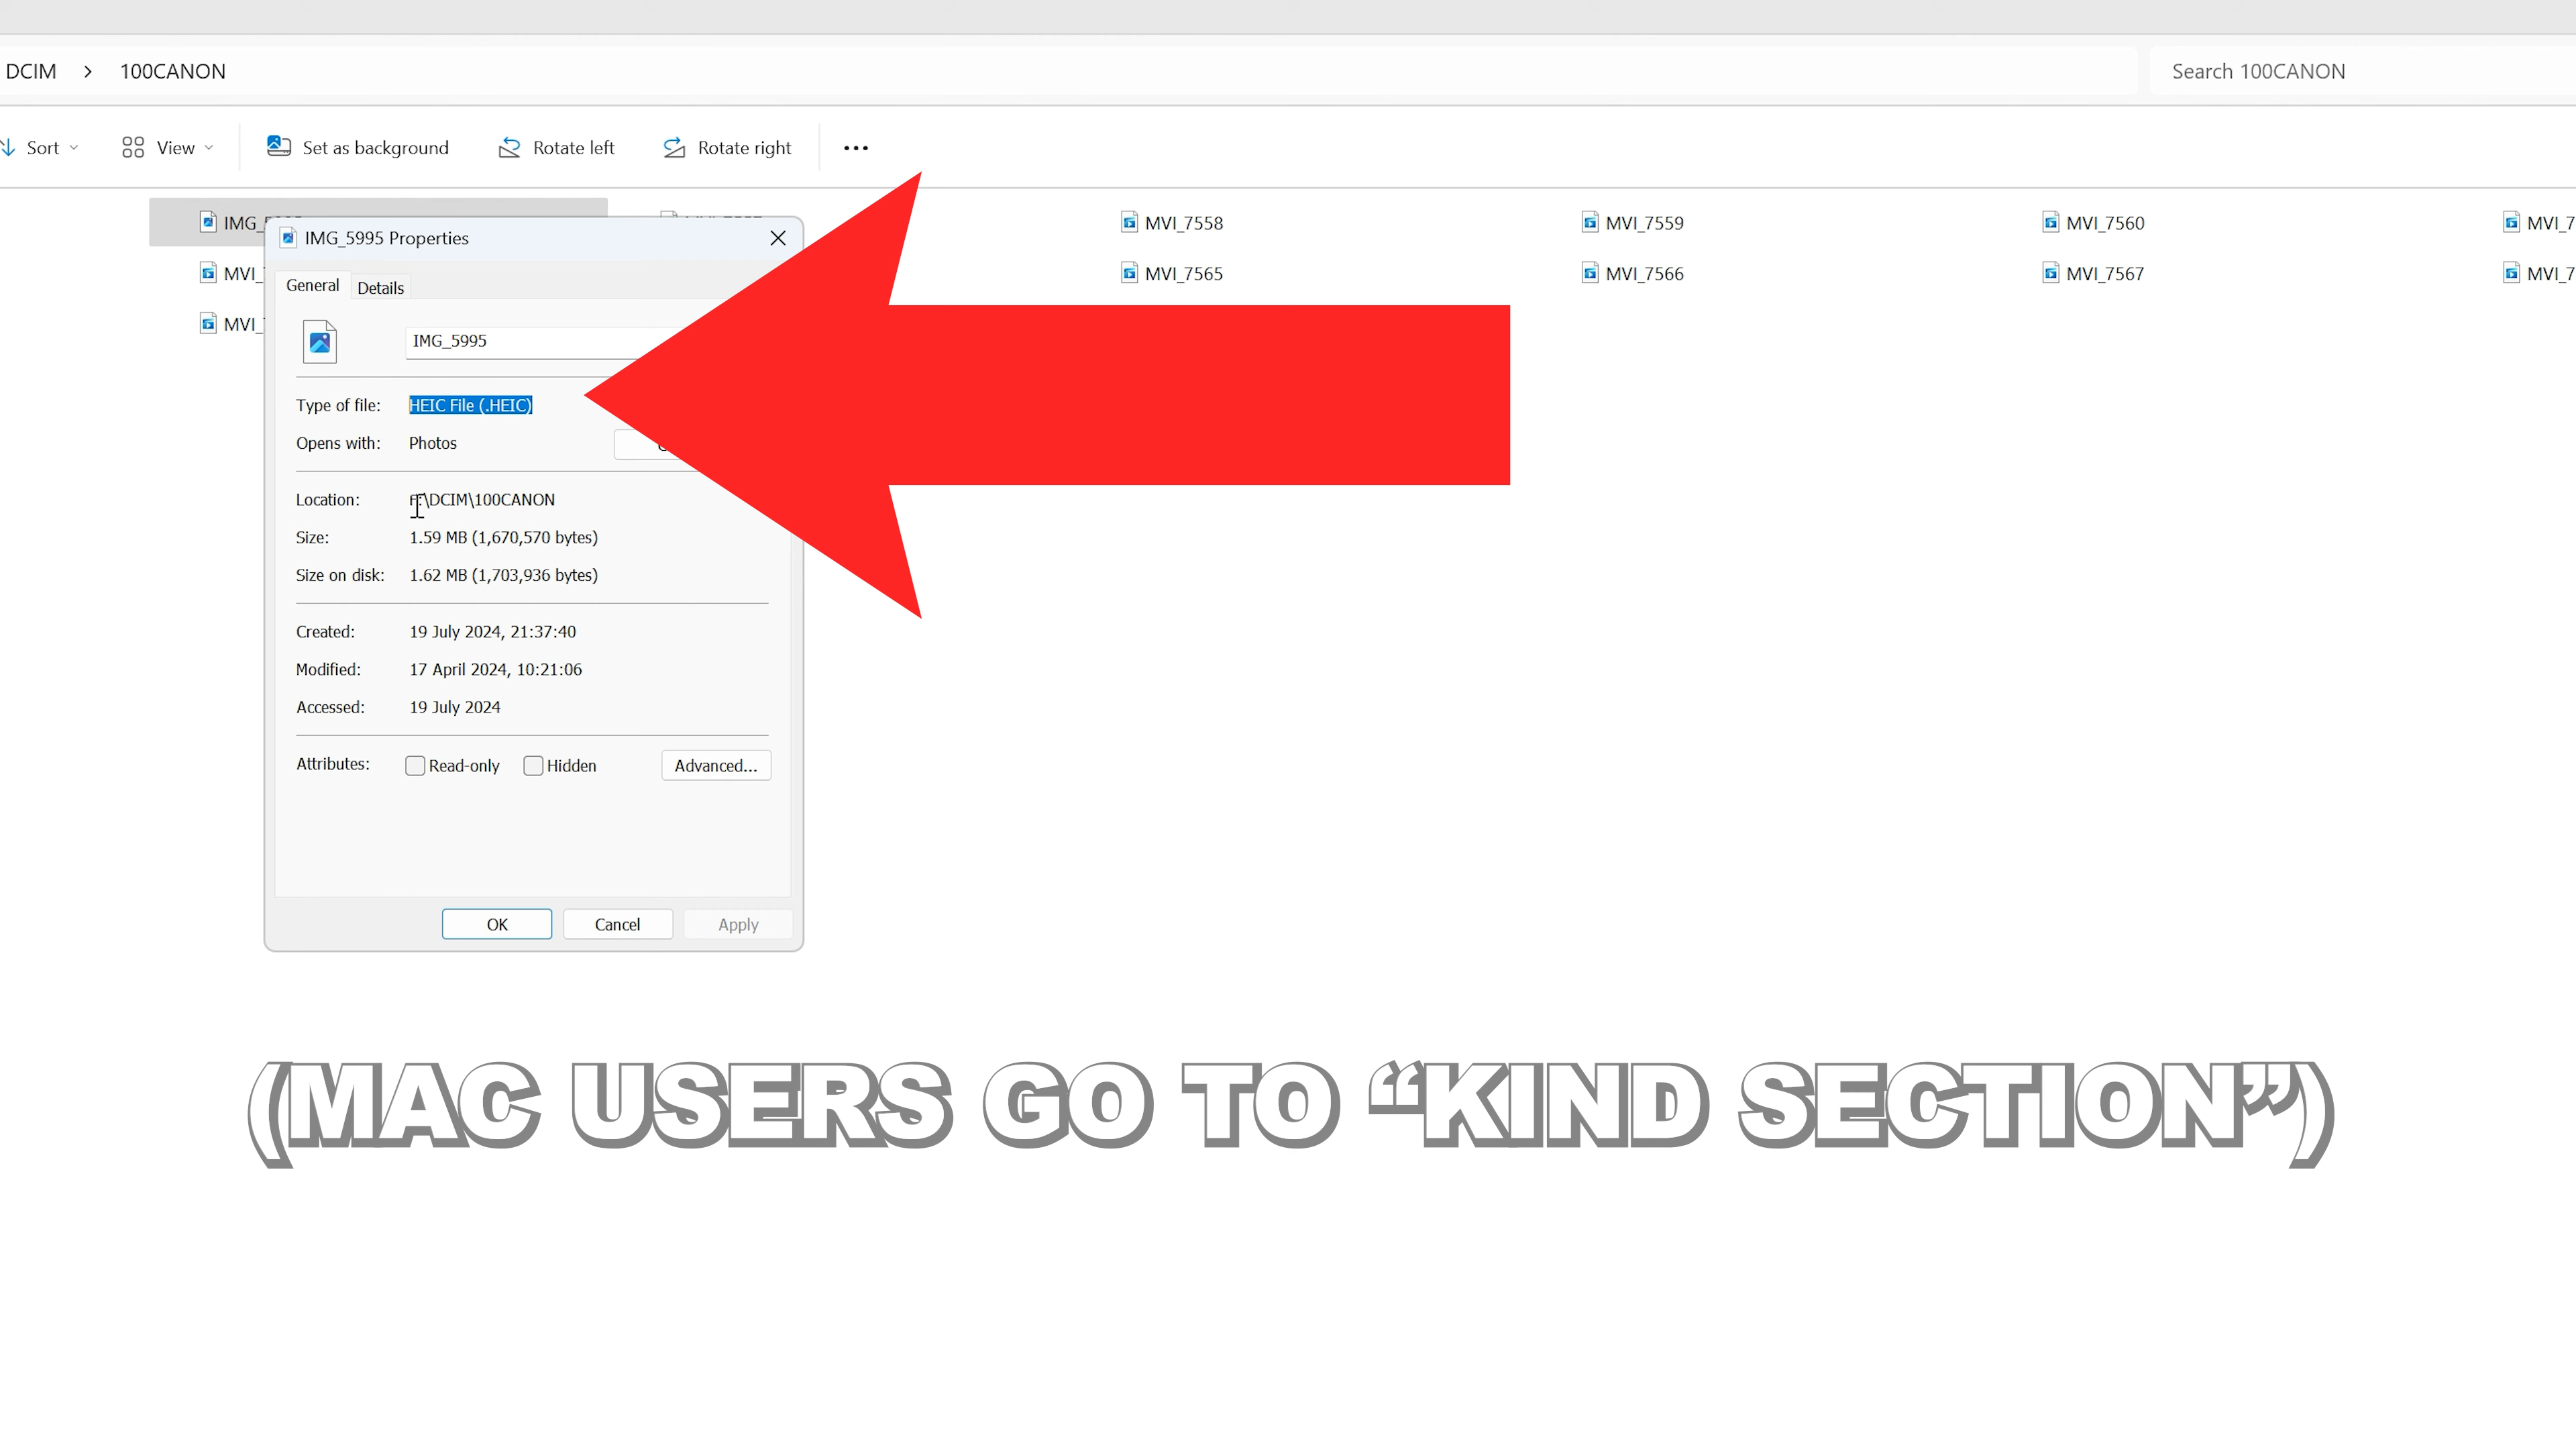 DCIM > 100CANON
Search 100CANON
Sort
View
Set as background
Rotate left
Rotate right
IMG_5995 Properties
General
Details
IMG_5995
Type of file: HEIC File (.HEIC)
Opens with: Photos
Location: F:\DCIM\100CANON
Size: 1.59 MB (1,670,570 bytes)
Size on disk: 1.62 MB (1,703,936 bytes)
Created: 19 July 2024, 21:37:40
Modified: 17 April 2024, 10:21:06
Accessed: 19 July 2024
Attributes: Read-only Hidden Advanced...
OK Cancel Apply
MVI_7558 MVI_7559 MVI_7560
MVI_7565 MVI_7566 MVI_7567
(MAC USERS GO TO “KIND SECTION”)